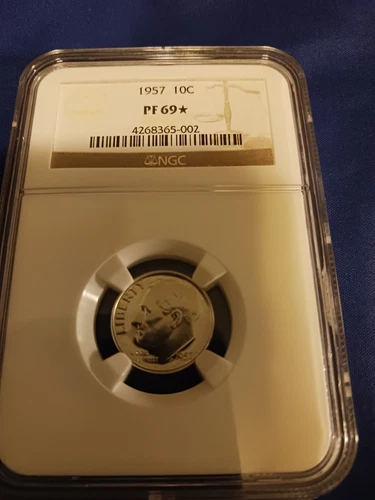 1957 10C
PF 69★
4268365-002
NGC
LIBERTY